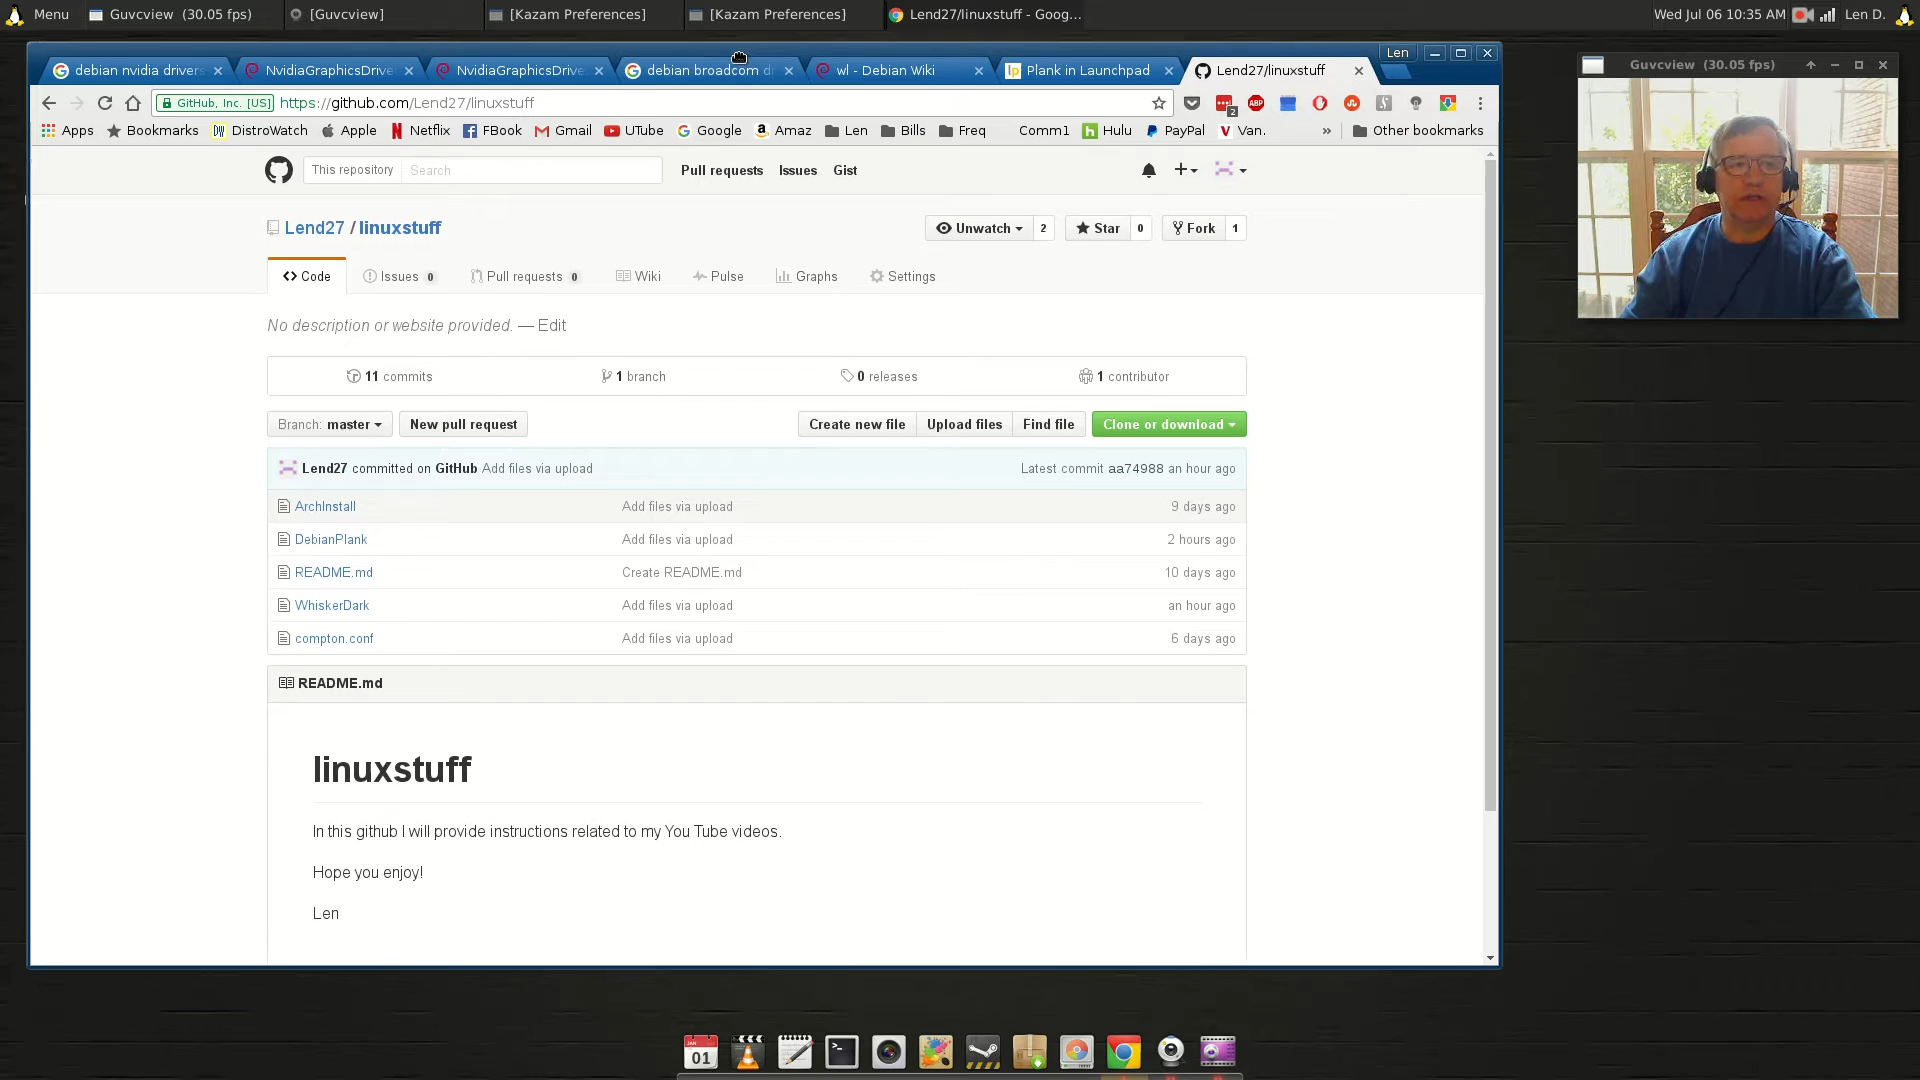 Menu Guvcview (30.05 fps) [Guvcview] [Kazam Preferences] [Kazam Preferences] Lend27/linuxstuff - Goog... Wed Jul 06 10:35 AM Len D.
Len
debian nvidia drivers NvidiaGraphicsDrive NvidiaGraphicsDrive debian broadcom dr wl - Debian Wiki Plank in Launchpad Lend27/linuxstuff
GitHub, Inc. [US] https://github.com/Lend27/linuxstuff
2 ABP
Apps Bookmarks DistroWatch Apple Netflix FBook Gmail UTube Google Amaz Len Bills Freq Comm1 Hulu PayPal Van. » Other bookmarks
This repository Search Pull requests Issues Gist
Lend27 / linuxstuff Unwatch 2 Star 0 Fork 1
Code Issues 0 Pull requests 0 Wiki Pulse Graphs Settings
No description or website provided. — Edit
11 commits 1 branch 0 releases 1 contributor
Branch: master New pull request Create new file Upload files Find file Clone or download
Lend27 committed on GitHub Add files via upload Latest commit aa74988 an hour ago
ArchInstall Add files via upload 9 days ago
DebianPlank Add files via upload 2 hours ago
README.md Create README.md 10 days ago
WhiskerDark Add files via upload an hour ago
compton.conf Add files via upload 6 days ago
README.md
linuxstuff
In this github I will provide instructions related to my You Tube videos.
Hope you enjoy!
Len
Guvcview (30.05 fps)
JAN
01